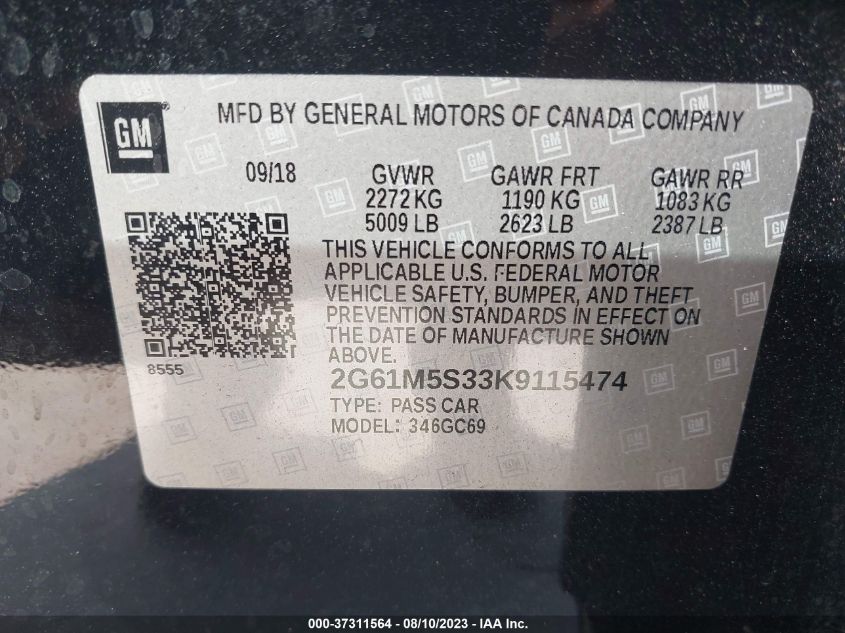 GM
MFD BY GENERAL MOTORS OF CANADA COMPANY
09/18 GVWR GAWR FRT GAWR RR
2272 KG 1190 KG 1083 KG
5009 LB 2623 LB 2387 LB
THIS VEHICLE CONFORMS TO ALL
APPLICABLE U.S. FEDERAL MOTOR
VEHICLE SAFETY, BUMPER, AND THEFT
PREVENTION STANDARDS IN EFFECT ON
THE DATE OF MANUFACTURE SHOWN
ABOVE.
8555
2G61M5S33K9115474
TYPE: PASS CAR
MODEL: 346GC69
000-37311564 - 08/10/2023 - IAA Inc.